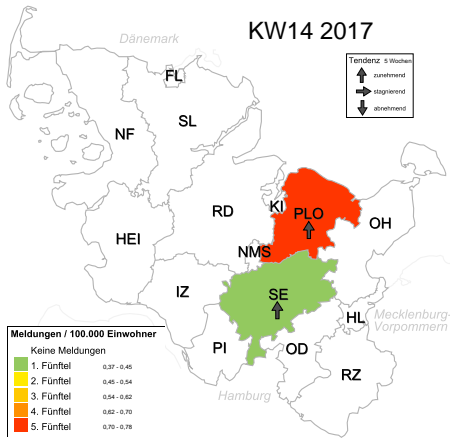 KW14 2017
Dänemark
Tendenz 5 Wochen
zunehmend
stagnierend
abnehmend
FL
SL
NF
KI
PLO
RD
OH
HEI
NMS
IZ
SE
HL
Mecklenburg-
Vorpommern
PI
OD
RZ
Hamburg
Meldungen / 100.000 Einwohner
Keine Meldungen
1. Fünftel 0,37 - 0,45
2. Fünftel 0,45 - 0,54
3. Fünftel 0,54 - 0,62
4. Fünftel 0,62 - 0,70
5. Fünftel 0,70 - 0,78